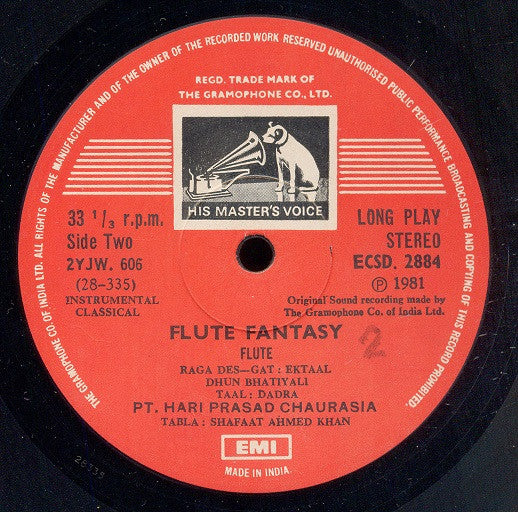 ALL RIGHTS OF THE MANUFACTURER AND OF THE OWNER OF THE RECORDED WORK RESERVED UNAUTHORISED PUBLIC PERFORMANCE BROADCASTING AND COPYING OF THIS RECORD PROHIBITED.
THE GRAMOPHONE CO. OF INDIA LTD.
REGD. TRADE MARK OF
THE GRAMOPHONE CO., LTD.
HIS MASTER'S VOICE
33 1/3 r.p.m.
Side Two
2YJW. 606
(28-335)
INSTRUMENTAL
CLASSICAL
LONG PLAY
STEREO
ECSD. 2884
℗ 1981
Original Sound recording made by
The Gramophone Co. of India Ltd.
FLUTE FANTASY
2
FLUTE
RAGA DES—GAT : EKTAAL
DHUN BHATIYALI
TAAL : DADRA
PT. HARI PRASAD CHAURASIA
TABLA : SHAFAAT AHMED KHAN
EMI
MADE IN INDIA.